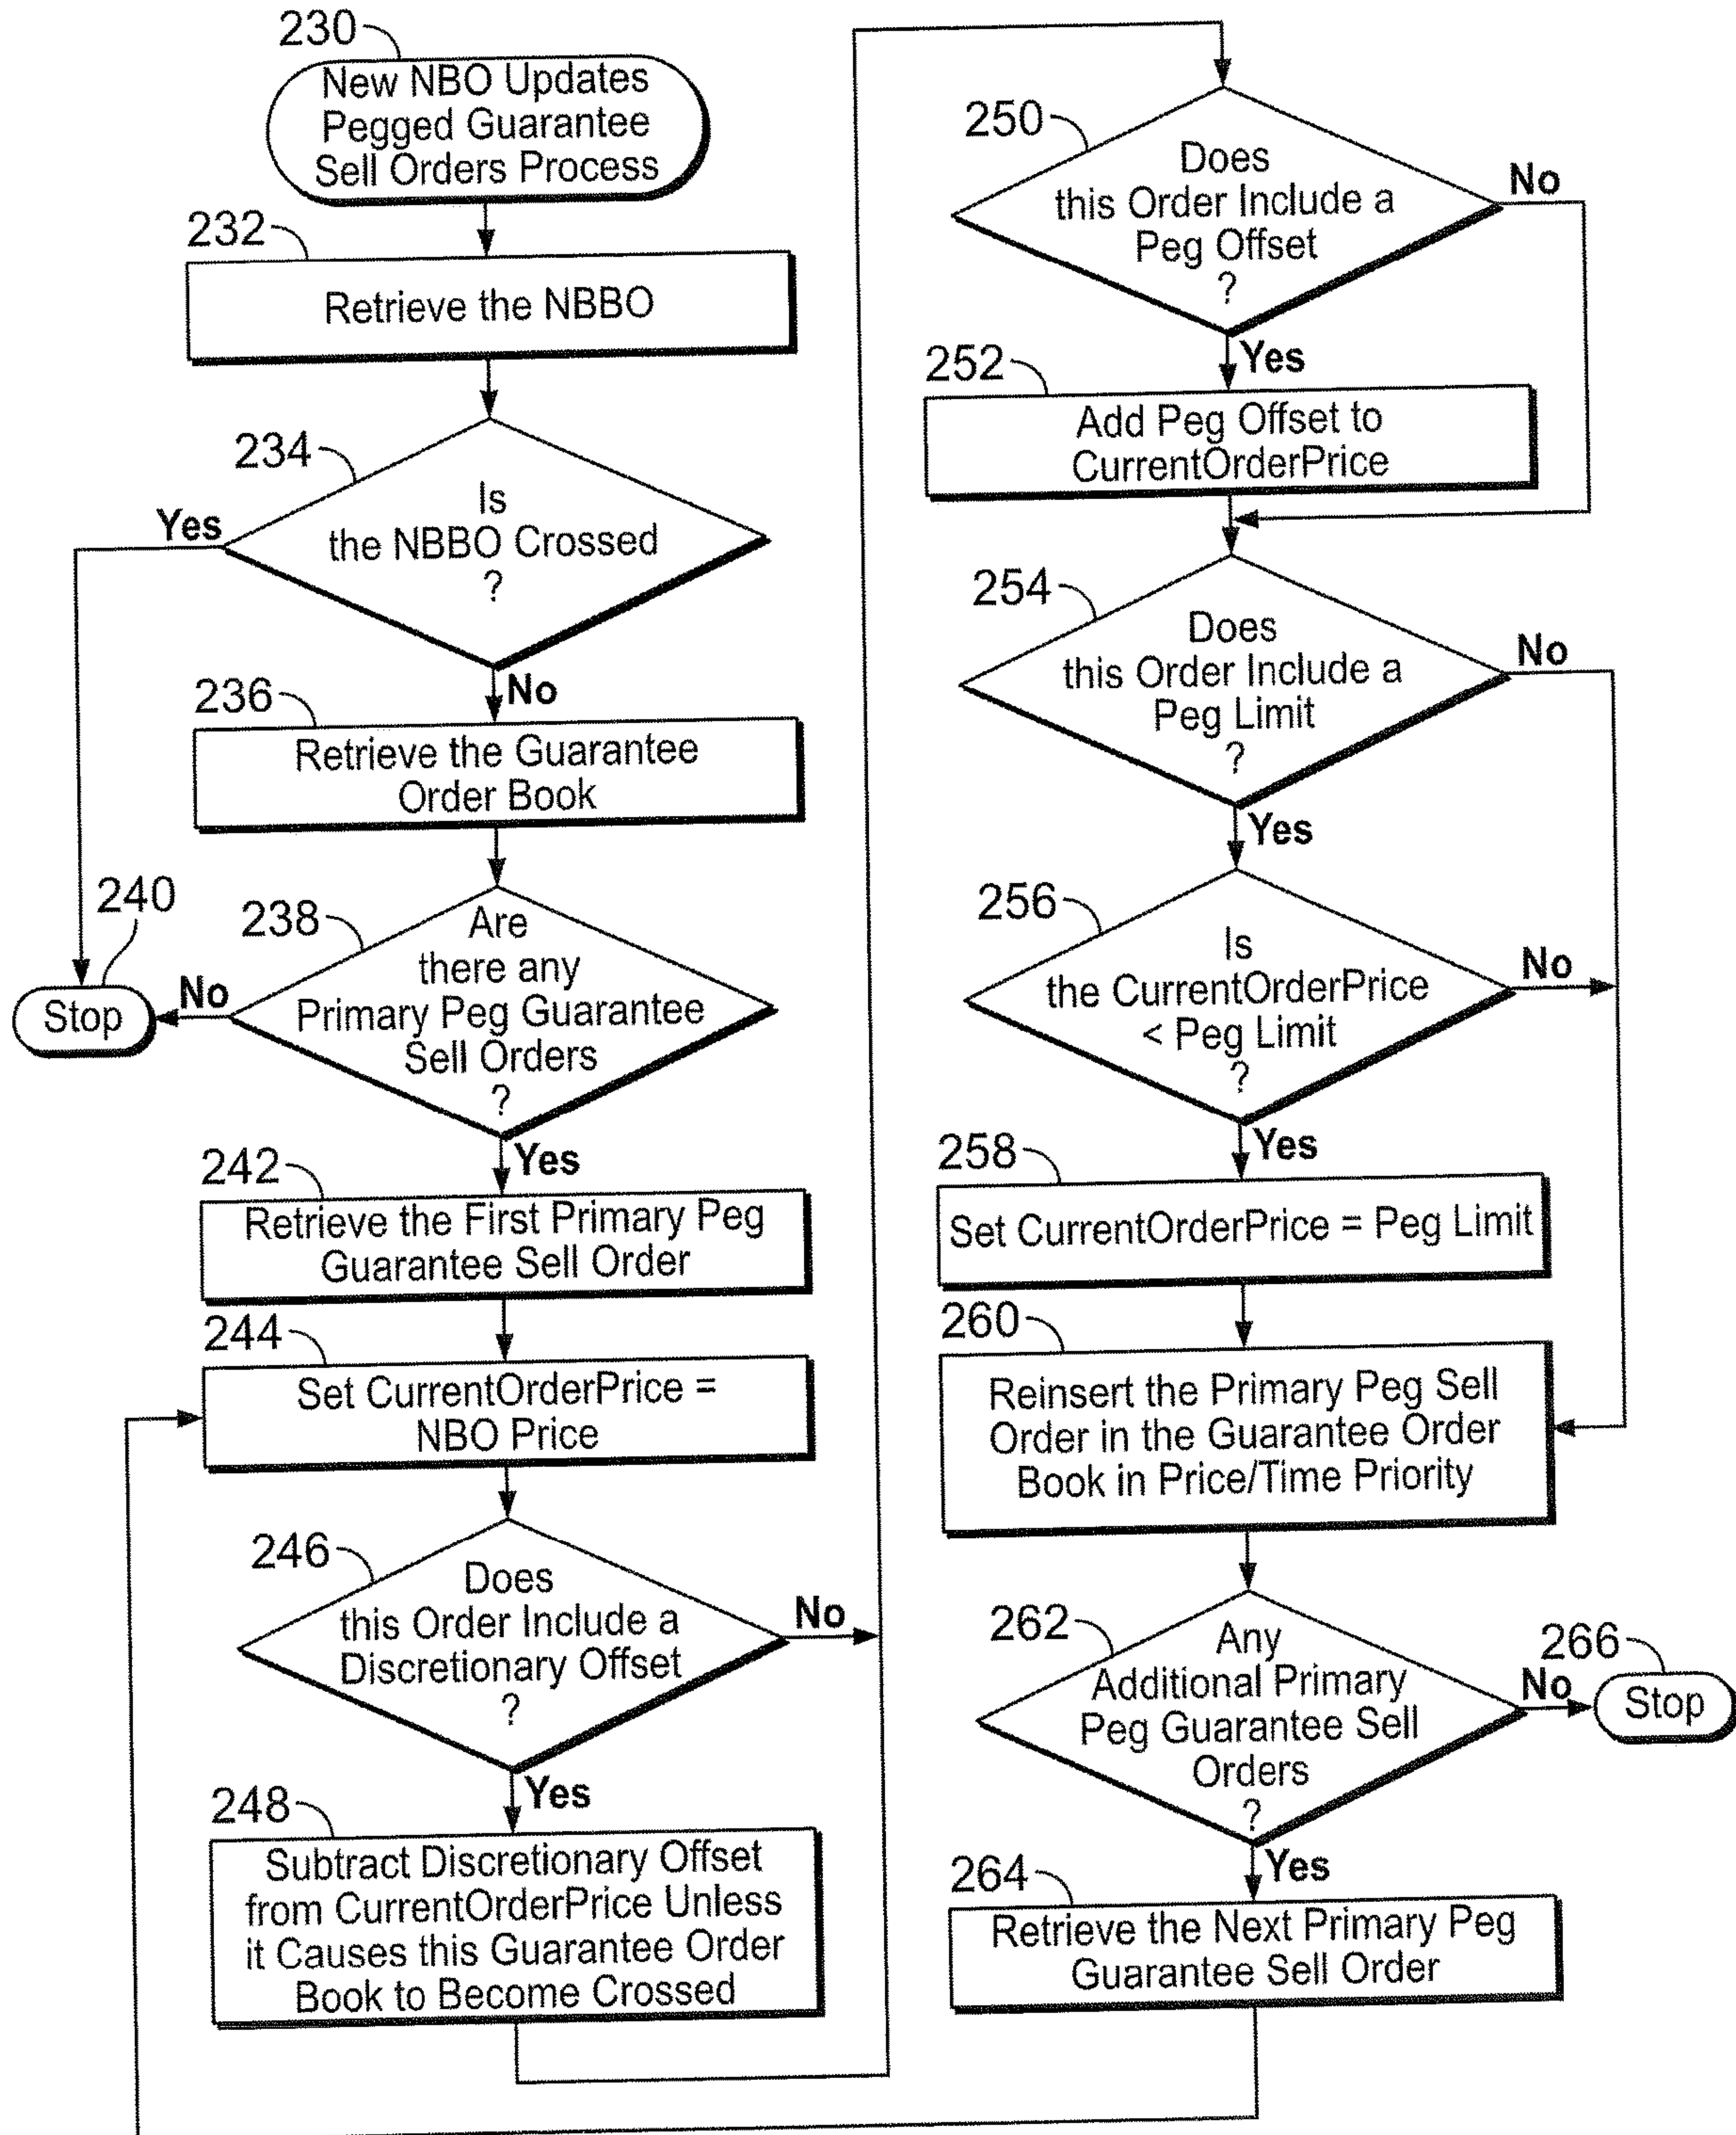 230
New NBO Updates
Pegged Guarantee
Sell Orders Process
232
Retrieve the NBBO
234
Is
the NBBO Crossed
?
Yes
No
236
Retrieve the Guarantee
Order Book
238
Are
there any
Primary Peg Guarantee
Sell Orders
?
240
Stop
No
Yes
242
Retrieve the First Primary Peg
Guarantee Sell Order
244
Set CurrentOrderPrice =
NBO Price
246
Does
this Order Include a
Discretionary Offset
?
No
Yes
248
Subtract Discretionary Offset
from CurrentOrderPrice Unless
it Causes this Guarantee Order
Book to Become Crossed
250
Does
this Order Include a
Peg Offset
?
No
Yes
252
Add Peg Offset to
CurrentOrderPrice
254
Does
this Order Include a
Peg Limit
?
No
Yes
256
Is
the CurrentOrderPrice
< Peg Limit
?
No
Yes
258
Set CurrentOrderPrice = Peg Limit
260
Reinsert the Primary Peg Sell
Order in the Guarantee Order
Book in Price/Time Priority
262
Any
Additional Primary
Peg Guarantee Sell
Orders
?
No
266
Stop
Yes
264
Retrieve the Next Primary Peg
Guarantee Sell Order